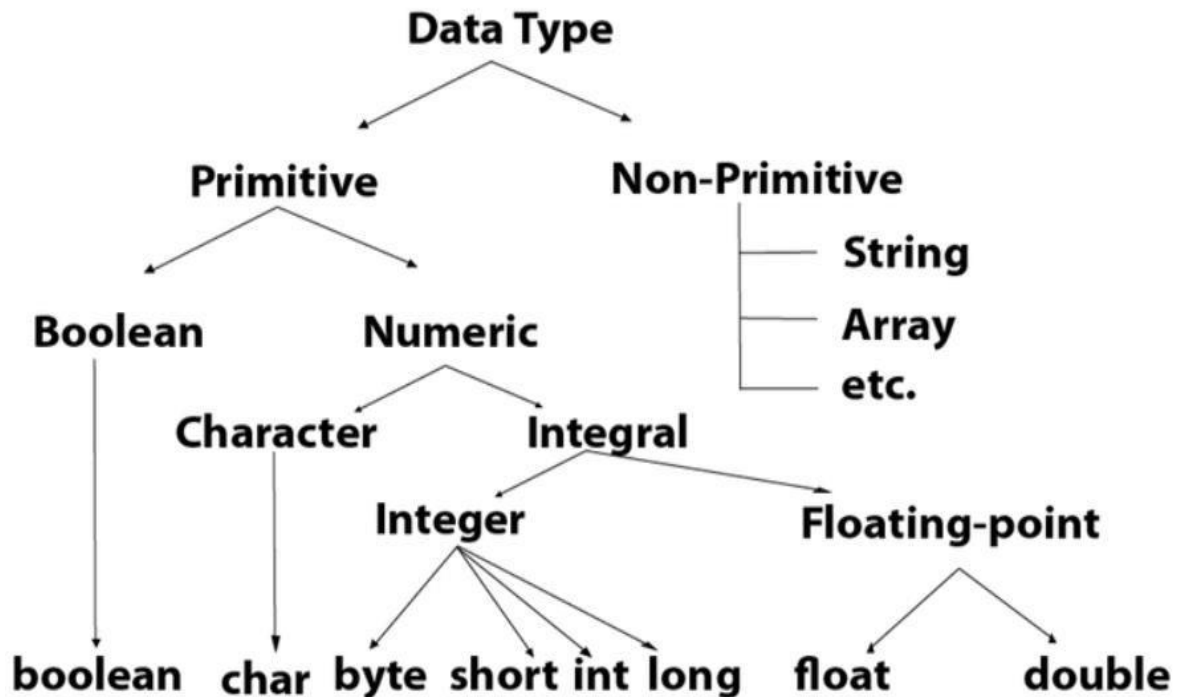 Data Type
Primitive
Non-Primitive
String
Array
etc.
Boolean
Numeric
Character
Integral
Integer
Floating-point
boolean char byte short int long float double